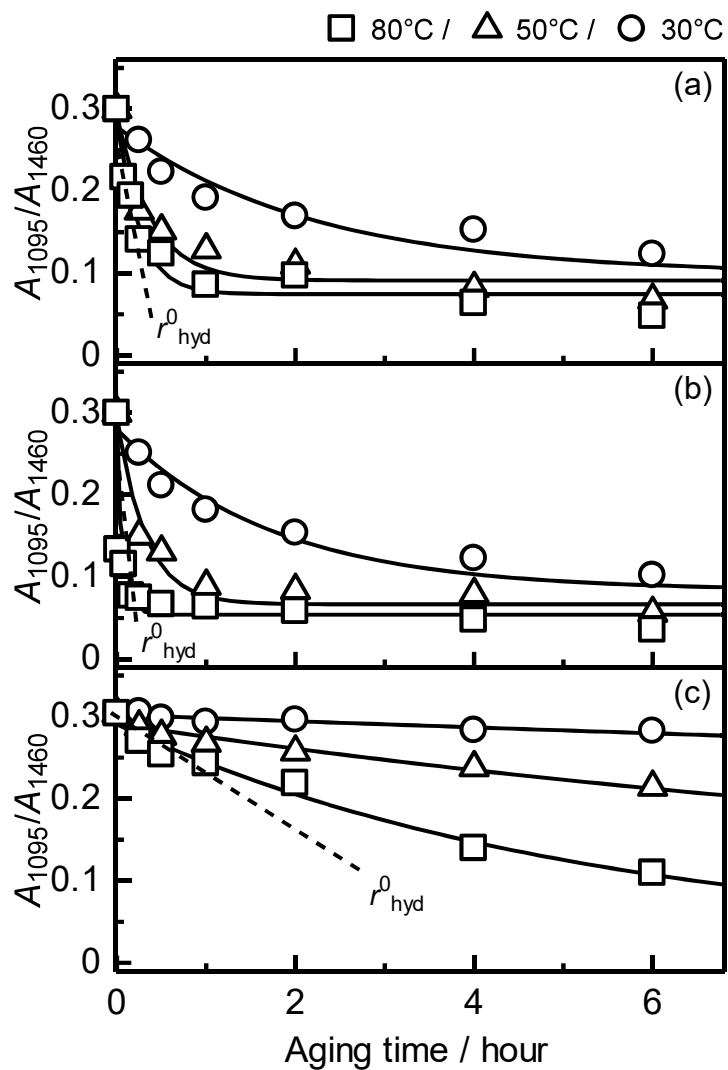 □ 80°C / △ 50°C / ○ 30°C
(a)
A1095/A1460
0.3
0.2
0.1
0
r0hyd
(b)
A1095/A1460
0.3
0.2
0.1
0
r0hyd
(c)
A1095/A1460
0.3
0.2
0.1
0
r0hyd
0 2 4 6
Aging time / hour